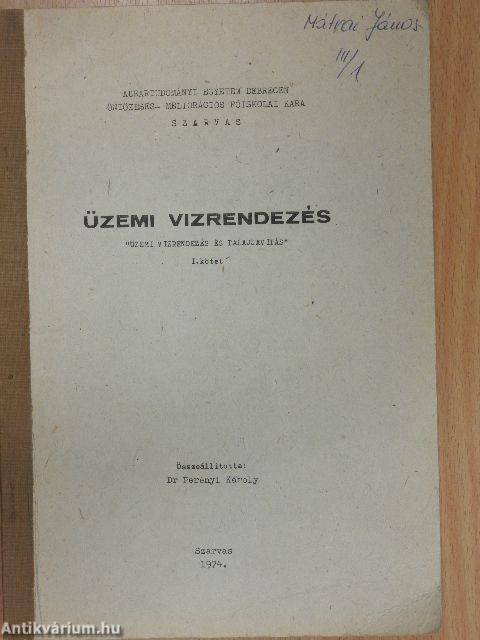 Mátrai János
III/1
AGRÁRTUDOMÁNYI EGYETEM DEBRECEN
ÖNTÖZÉSES- MELIORÁCIÓS FŐISKOLAI KARA
SZARVAS
ÜZEMI VIZRENDEZÉS
"ÜZEMI VIZRENDEZÉS ÉS TALAJJAVITÁS"
I.kötet
Összeállította:
Dr Perényi Károly
Szarvas
1974.
Antikvárium.hu